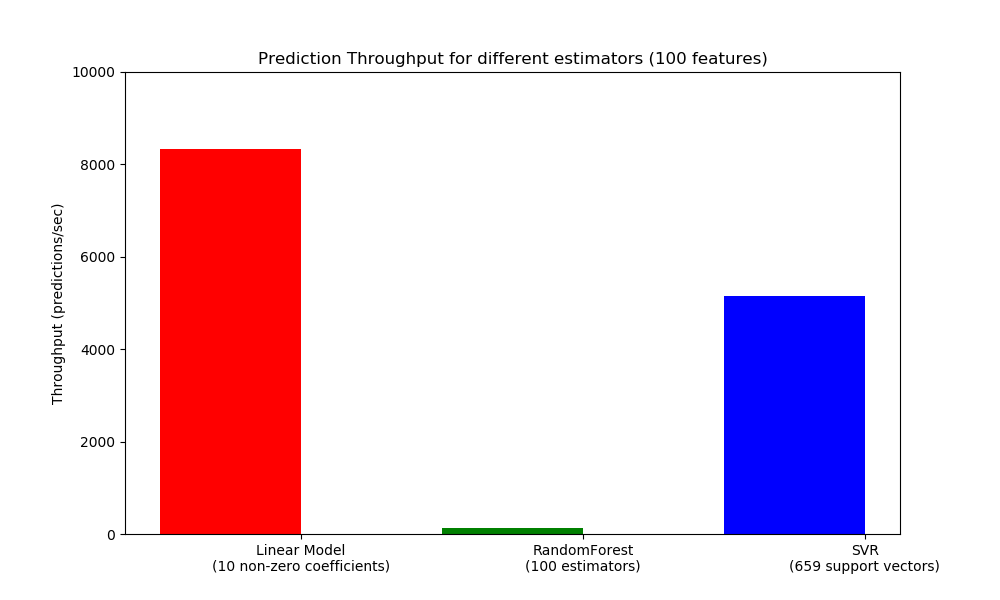 Prediction Throughput for different estimators (100 features)
10000
8000
6000
4000
2000
0
Throughput (predictions/sec)
Linear Model
(10 non-zero coefficients)
RandomForest
(100 estimators)
SVR
(659 support vectors)